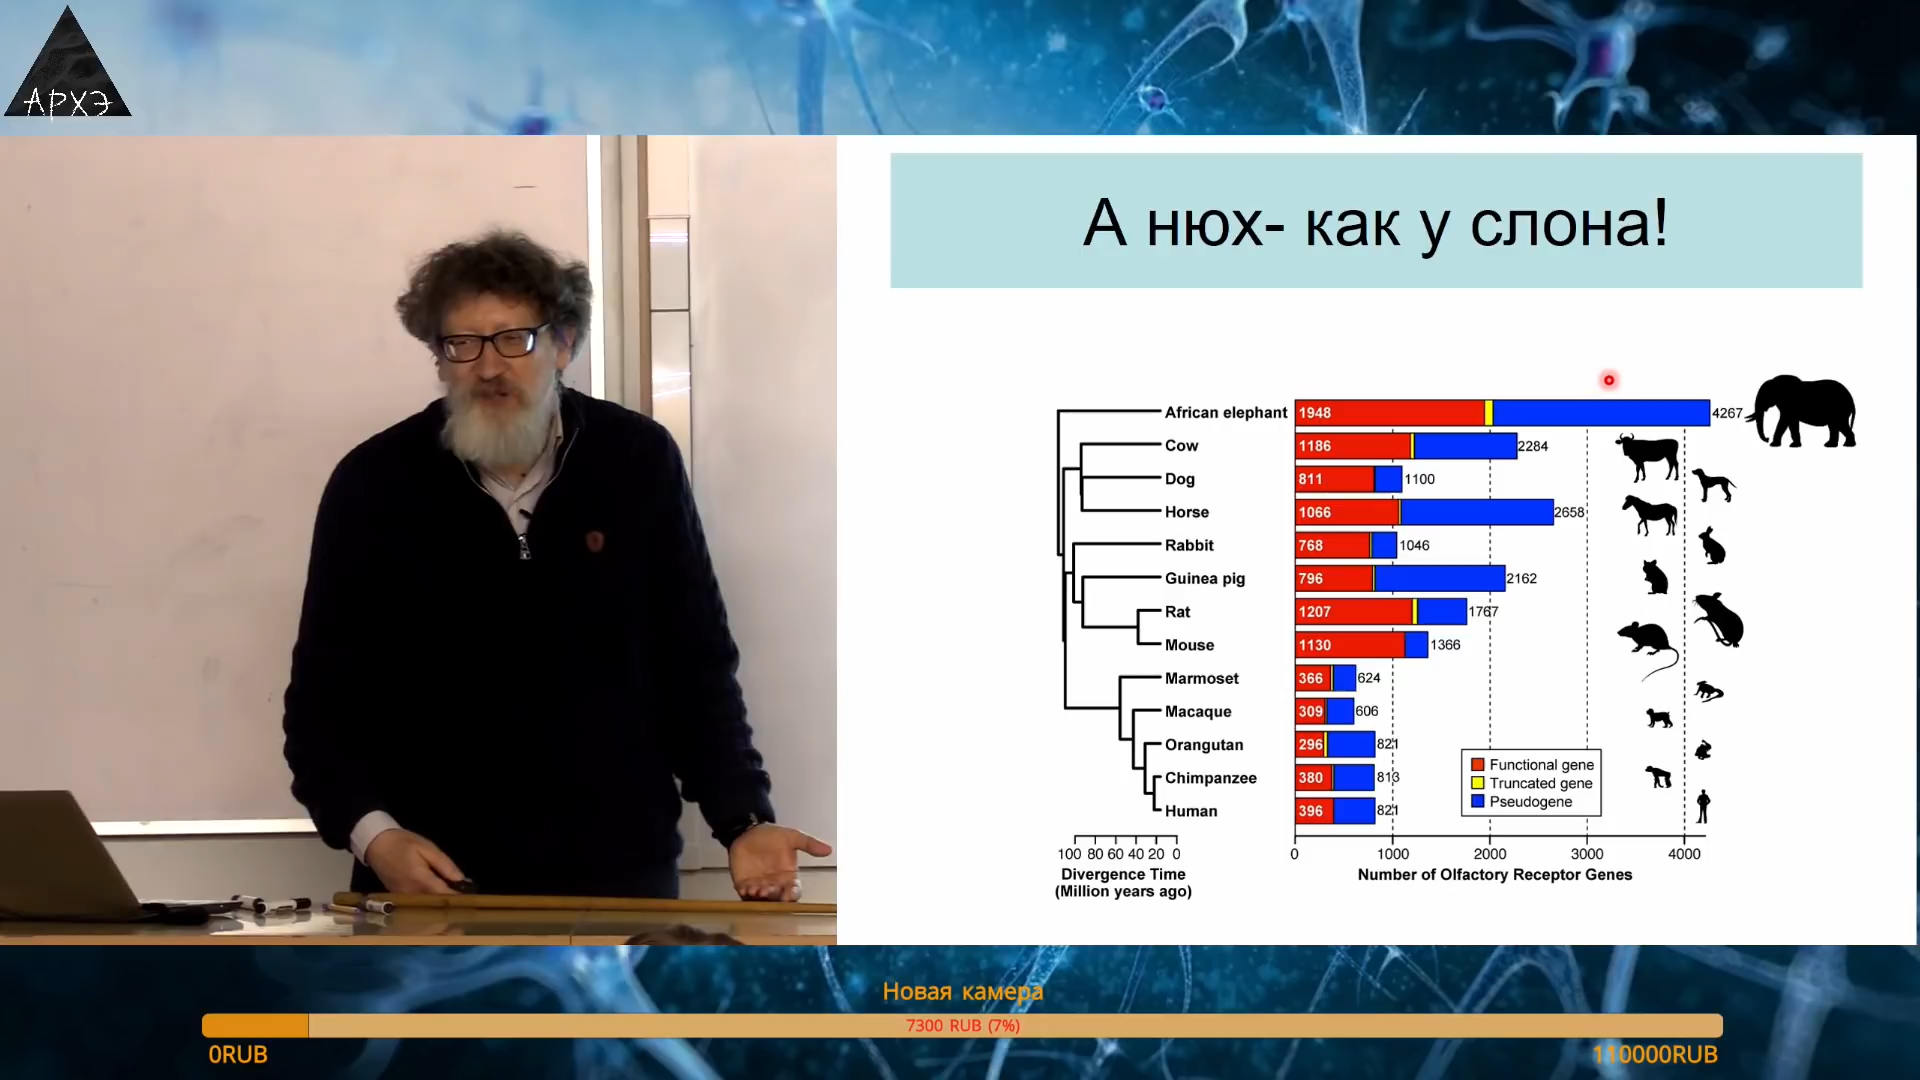 АРХЭ
А нюх- как у слона!
African elephant 1948 4267
Cow 1186 2284
Dog 811 1100
Horse 1066 2658
Rabbit 768 1046
Guinea pig 796 2162
Rat 1207 1767
Mouse 1130 1366
Marmoset 366 624
Macaque 309 606
Orangutan 296 821
Chimpanzee 380 813
Human 396 821
Functional gene
Truncated gene
Pseudogene
100 80 60 40 20 0
Divergence Time
(Million years ago)
0 1000 2000 3000 4000
Number of Olfactory Receptor Genes
Новая камера
7300 RUB (7%)
0RUB
110000RUB